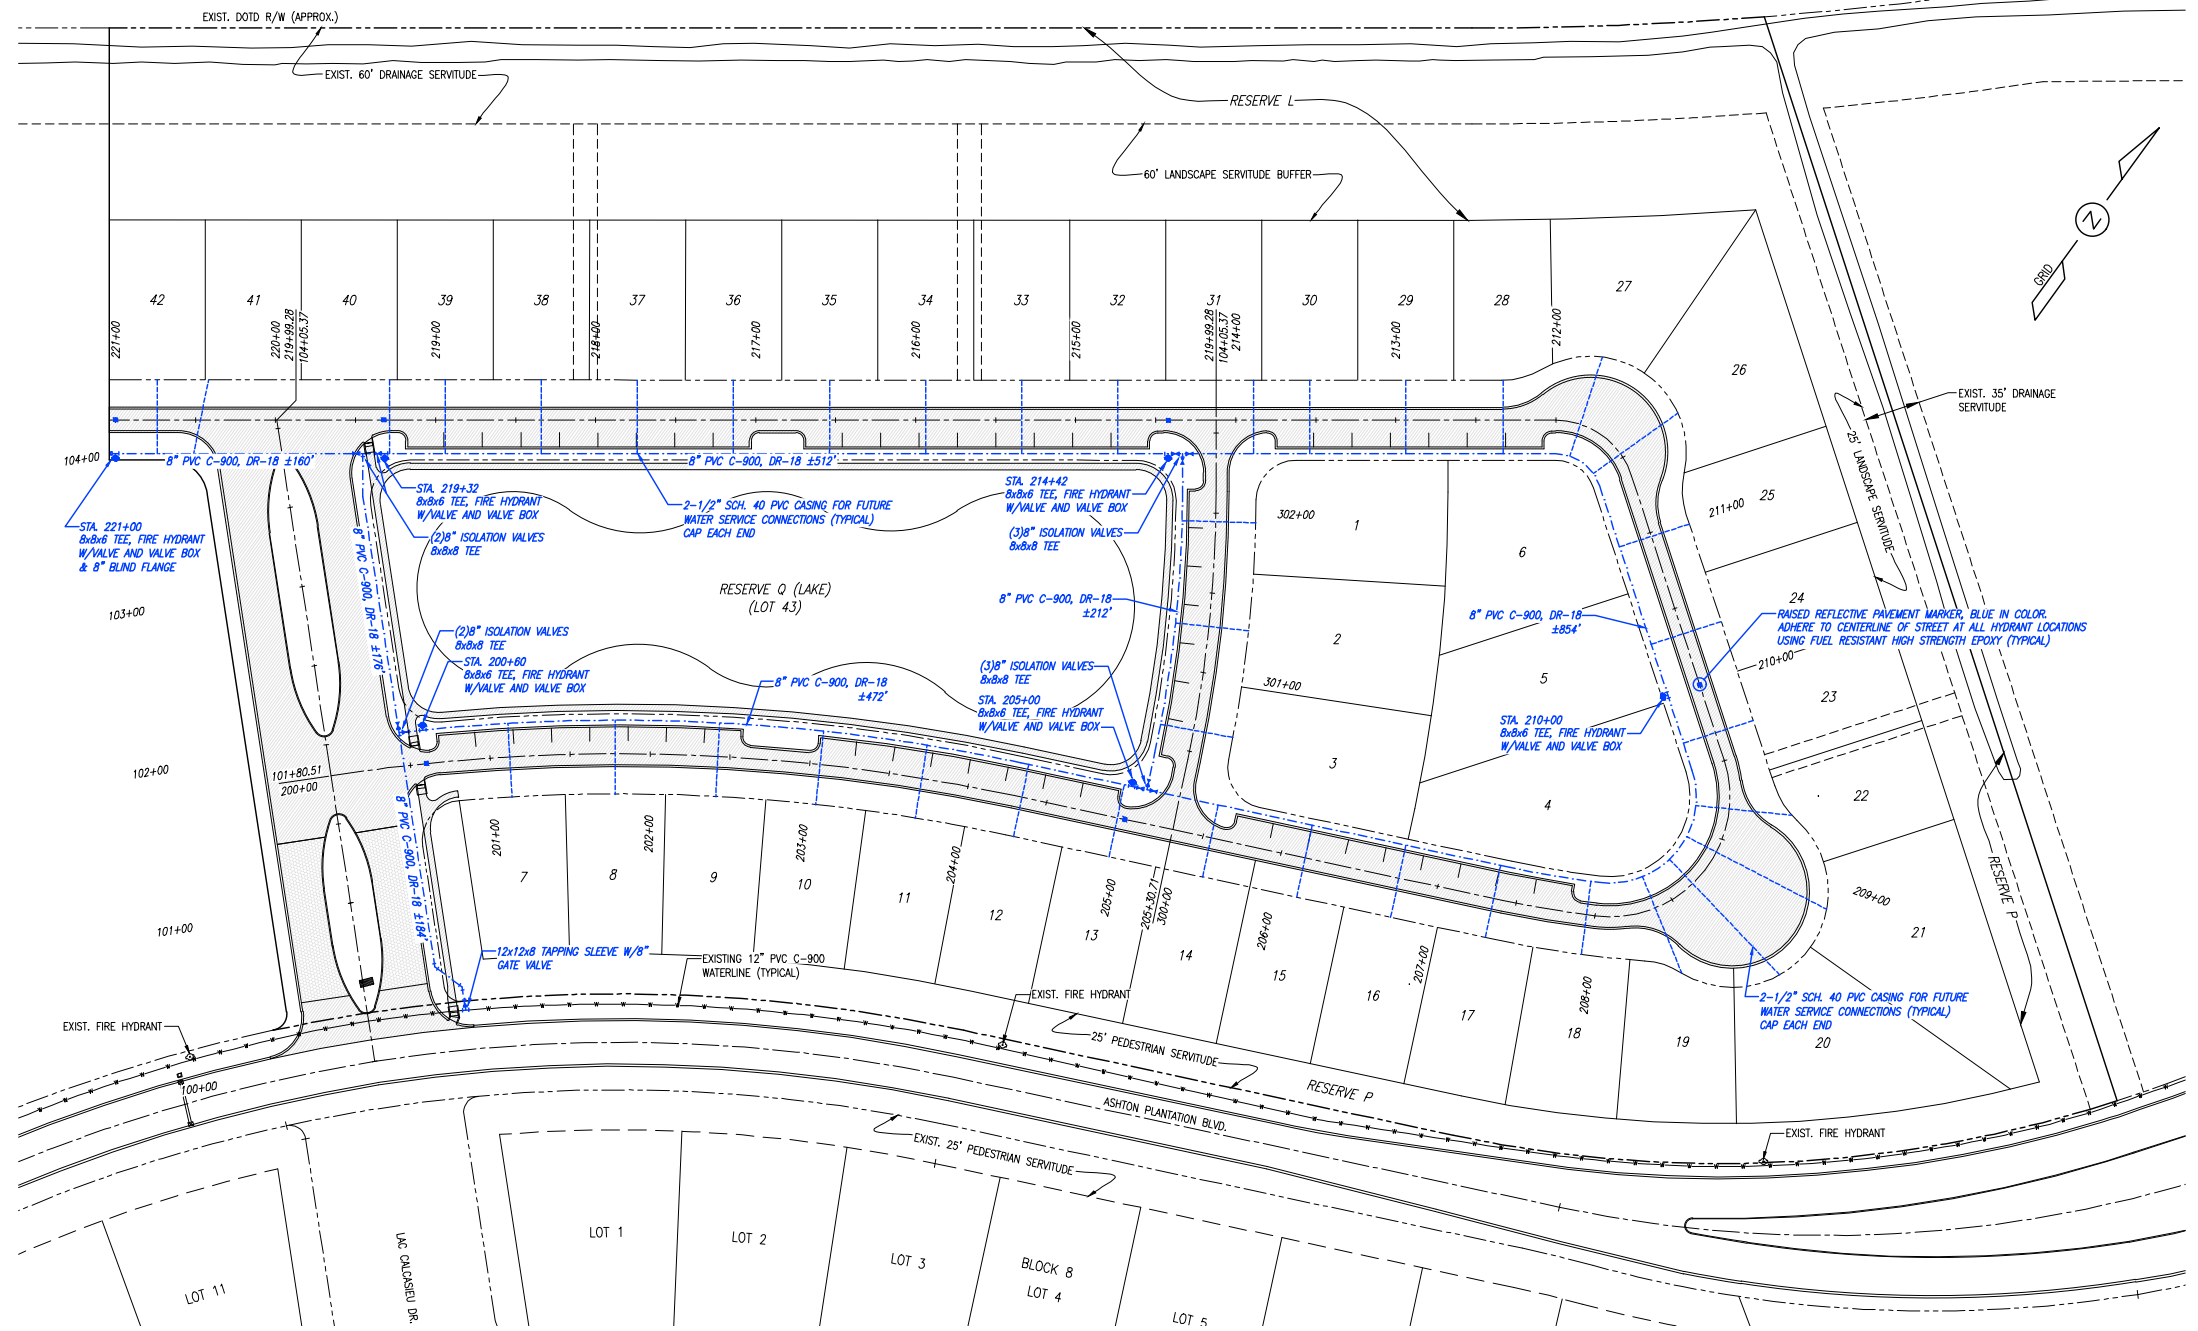 EXIST. DOTD R/W (APPROX.)
EXIST. 60' DRAINAGE SERVITUDE
RESERVE L
60' LANDSCAPE SERVITUDE BUFFER
GRID
N
42
41
40
39
38
37
36
35
34
33
32
31
30
29
28
27
26
221+00
220+00
219+99.28
104+05.37
219+00
218+00
217+00
216+00
215+00
219+99.28
104+05.37
214+00
213+00
212+00
EXIST. 35' DRAINAGE
SERVITUDE
25' LANDSCAPE SERVITUDE
104+00
8" PVC C-900, DR-18 ±160'
8" PVC C-900, DR-18 ±512'
STA. 221+00
8x8x6 TEE, FIRE HYDRANT
W/VALVE AND VALVE BOX
& 8" BLIND FLANGE
STA. 219+32
8x8x6 TEE, FIRE HYDRANT
W/VALVE AND VALVE BOX
(2)8" ISOLATION VALVES
8x8x8 TEE
2-1/2" SCH. 40 PVC CASING FOR FUTURE
WATER SERVICE CONNECTIONS (TYPICAL)
CAP EACH END
STA. 214+42
8x8x6 TEE, FIRE HYDRANT
W/VALVE AND VALVE BOX
(3)8" ISOLATION VALVES
8x8x8 TEE
302+00
1
6
25
211+00
8" PVC C-900, DR-18 ±176'
RESERVE Q (LAKE)
(LOT 43)
8" PVC C-900, DR-18
±212'
8" PVC C-900, DR-18
±854'
24
RAISED REFLECTIVE PAVEMENT MARKER, BLUE IN COLOR.
ADHERE TO CENTERLINE OF STREET AT ALL HYDRANT LOCATIONS
USING FUEL RESISTANT HIGH STRENGTH EPOXY (TYPICAL)
103+00
(2)8" ISOLATION VALVES
8x8x8 TEE
STA. 200+60
8x8x6 TEE, FIRE HYDRANT
W/VALVE AND VALVE BOX
8" PVC C-900, DR-18
±472'
(3)8" ISOLATION VALVES
8x8x8 TEE
STA. 205+00
8x8x6 TEE, FIRE HYDRANT
W/VALVE AND VALVE BOX
2
301+00
5
210+00
23
STA. 210+00
8x8x6 TEE, FIRE HYDRANT
W/VALVE AND VALVE BOX
102+00
101+80.51
200+00
3
4
22
8" PVC C-900, DR-18 ±184'
201+00
202+00
203+00
204+00
205+00
205+30.71
300+00
206+00
207+00
208+00
209+00
7
8
9
10
11
12
13
14
15
16
17
18
19
20
21
RESERVE P
101+00
12x12x8 TAPPING SLEEVE W/8"
GATE VALVE
EXISTING 12" PVC C-900
WATERLINE (TYPICAL)
EXIST. FIRE HYDRANT
2-1/2" SCH. 40 PVC CASING FOR FUTURE
WATER SERVICE CONNECTIONS (TYPICAL)
CAP EACH END
EXIST. FIRE HYDRANT
25' PEDESTRIAN SERVITUDE
RESERVE P
100+00
ASHTON PLANTATION BLVD.
EXIST. FIRE HYDRANT
EXIST. 25' PEDESTRIAN SERVITUDE
LAC CALCASIEU DR.
LOT 11
LOT 1
LOT 2
LOT 3
BLOCK 8
LOT 4
LOT 5